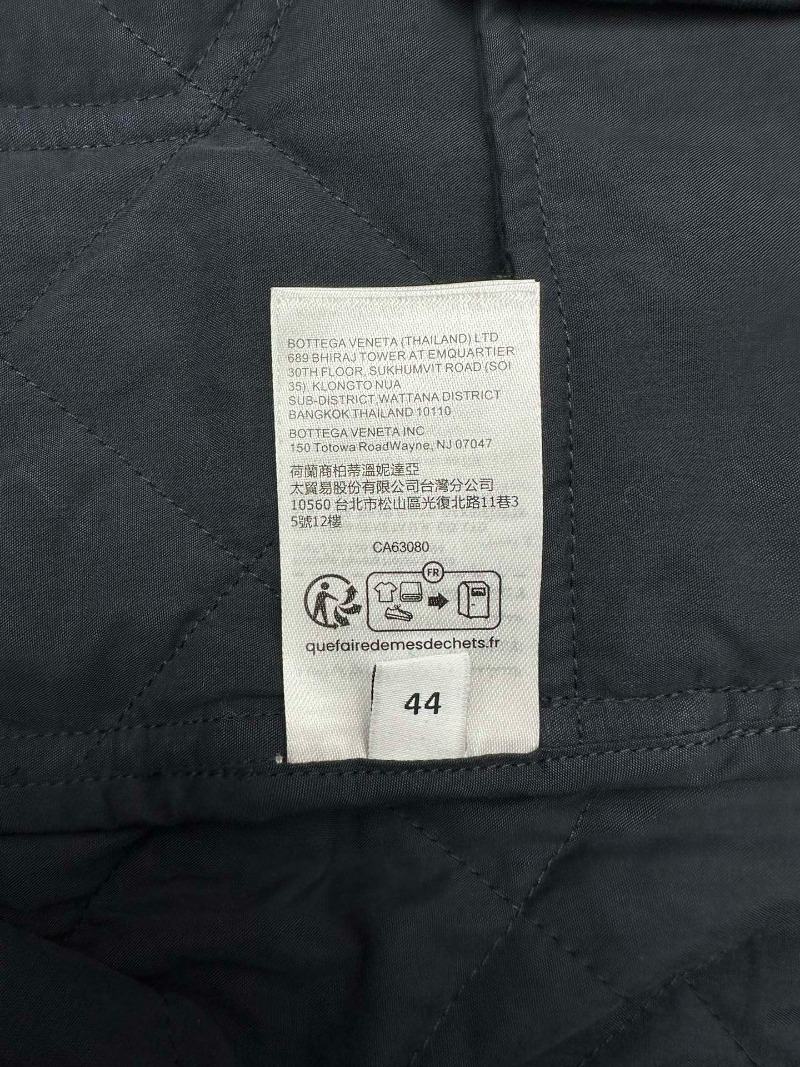 BOTTEGA VENETA (THAILAND) LTD
689 BHIRAJ TOWER AT EMQUARTIER
30TH FLOOR, SUKHUMVIT ROAD (SOI
35), KLONGTO NUA
SUB-DISTRICT,WATTANA DISTRICT
BANGKOK THAILAND 10110
BOTTEGA VENETA INC
150 Totowa RoadWayne, NJ 07047
荷蘭商柏蒂溫妮達亞
太貿易股份有限公司台灣分公司
10560 台北市松山區光復北路11巷3
5號12樓
CA63080
FR
quefairedemesdechets.fr
44